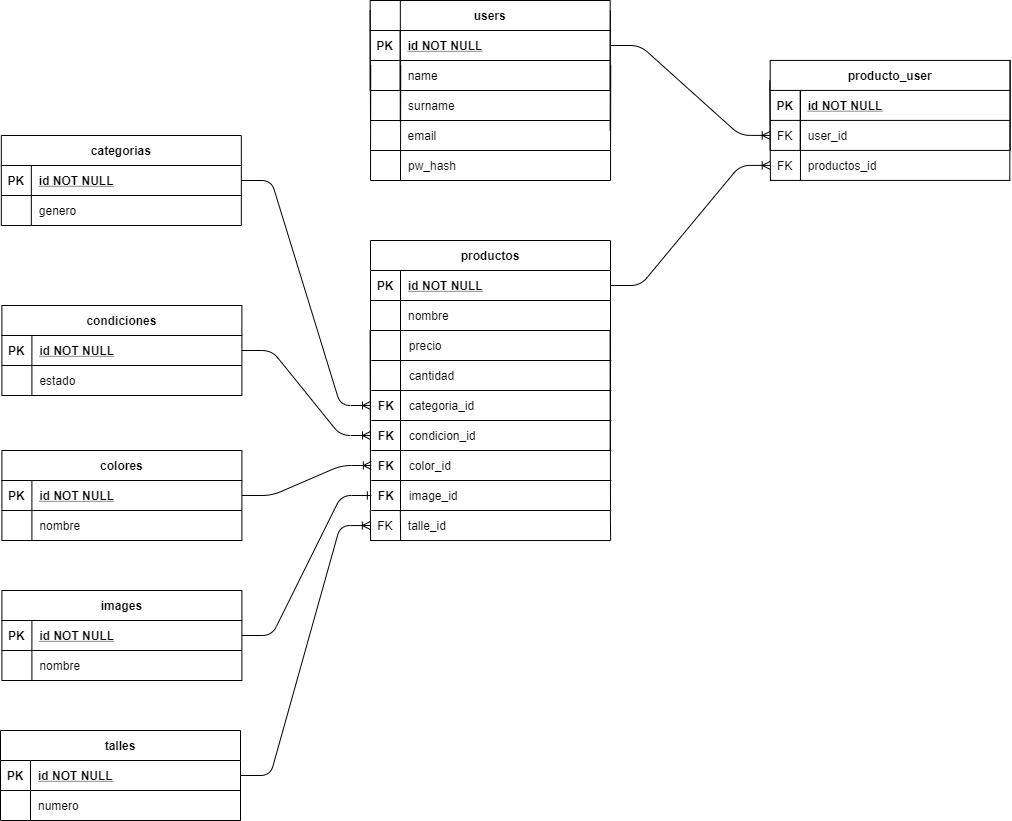 users
PK id NOT NULL
name
surname
email
pw_hash
producto_user
PK id NOT NULL
FK user_id
FK productos_id
categorias
PK id NOT NULL
genero
condiciones
PK id NOT NULL
estado
colores
PK id NOT NULL
nombre
images
PK id NOT NULL
nombre
talles
PK id NOT NULL
numero
productos
PK id NOT NULL
nombre
precio
cantidad
FK categoria_id
FK condicion_id
FK color_id
FK image_id
FK talle_id